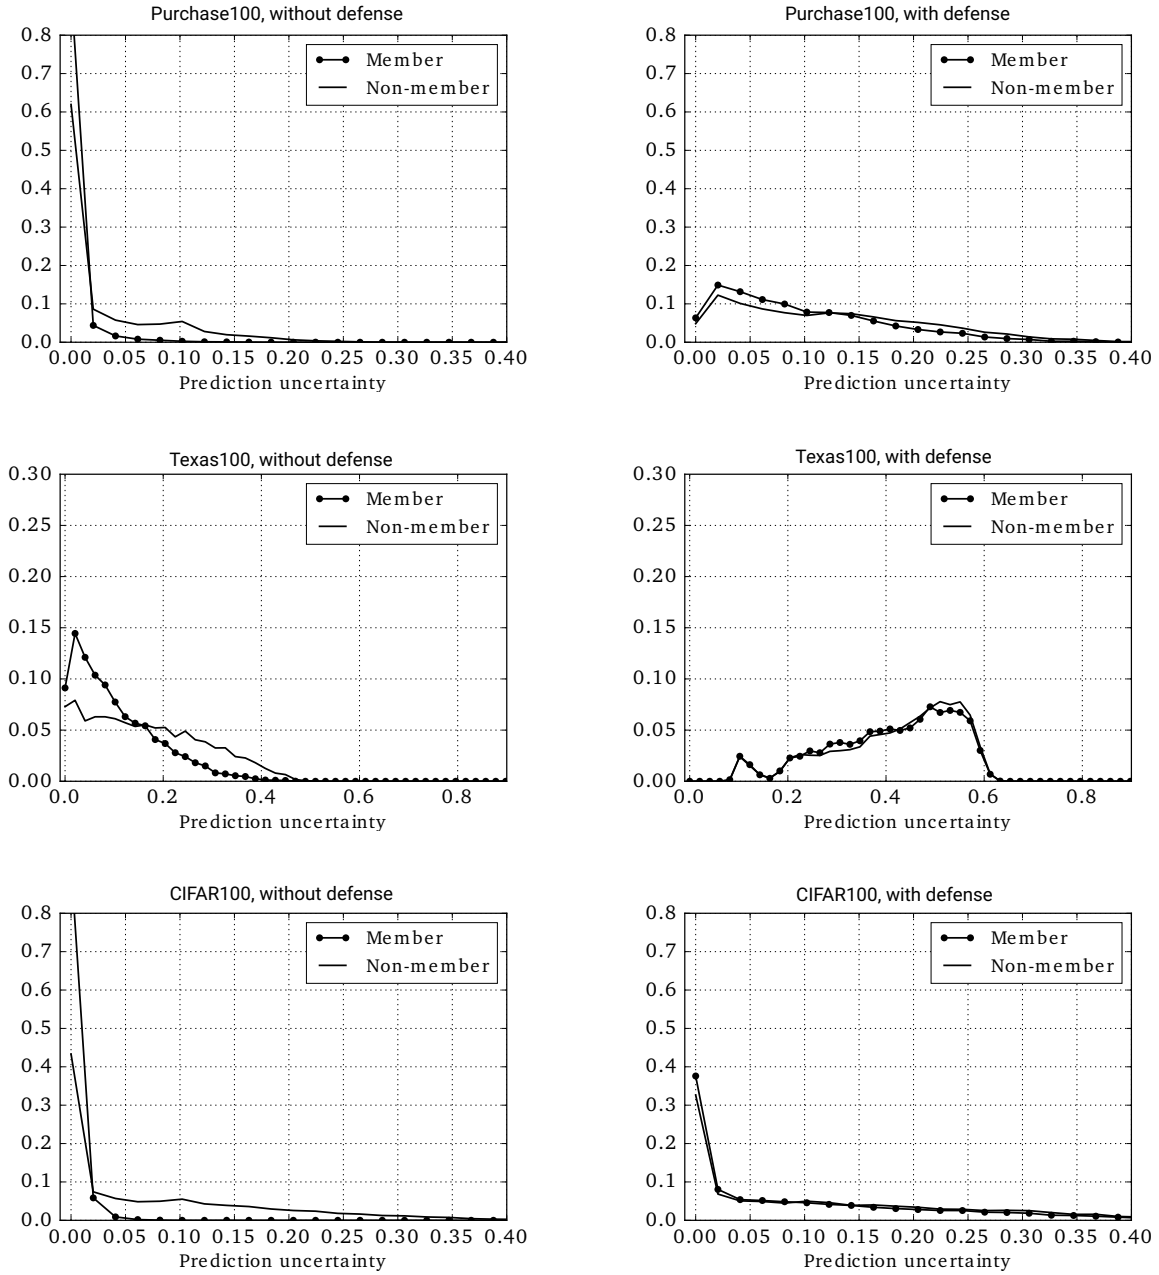 Purchase100, without defense
0.8
0.7
0.6
0.5
0.4
0.3
0.2
0.1
0.0
Member
Non-member
0.00 0.05 0.10 0.15 0.20 0.25 0.30 0.35 0.40
Prediction uncertainty
Purchase100, with defense
0.8
0.7
0.6
0.5
0.4
0.3
0.2
0.1
0.0
Member
Non-member
0.00 0.05 0.10 0.15 0.20 0.25 0.30 0.35 0.40
Prediction uncertainty
Texas100, without defense
0.30
0.25
0.20
0.15
0.10
0.05
0.00
Member
Non-member
0.0 0.2 0.4 0.6 0.8
Prediction uncertainty
Texas100, with defense
0.30
0.25
0.20
0.15
0.10
0.05
0.00
Member
Non-member
0.0 0.2 0.4 0.6 0.8
Prediction uncertainty
CIFAR100, without defense
0.8
0.7
0.6
0.5
0.4
0.3
0.2
0.1
0.0
Member
Non-member
0.00 0.05 0.10 0.15 0.20 0.25 0.30 0.35 0.40
Prediction uncertainty
CIFAR100, with defense
0.8
0.7
0.6
0.5
0.4
0.3
0.2
0.1
0.0
Member
Non-member
0.00 0.05 0.10 0.15 0.20 0.25 0.30 0.35 0.40
Prediction uncertainty